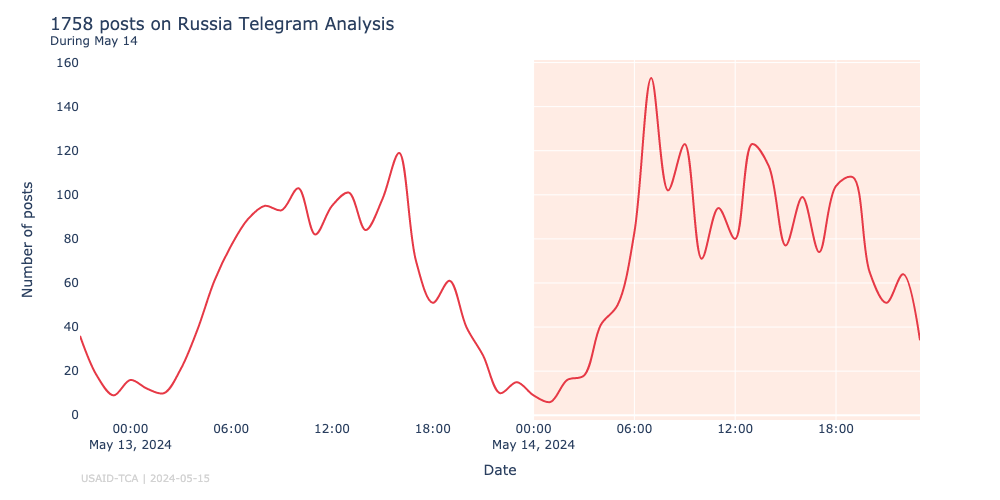 1758 posts on Russia Telegram Analysis
During May 14
Number of posts
160
140
120
100
80
60
40
20
0
00:00 06:00 12:00 18:00 00:00 06:00 12:00 18:00
May 13, 2024 May 14, 2024
Date
USAID-TCA | 2024-05-15